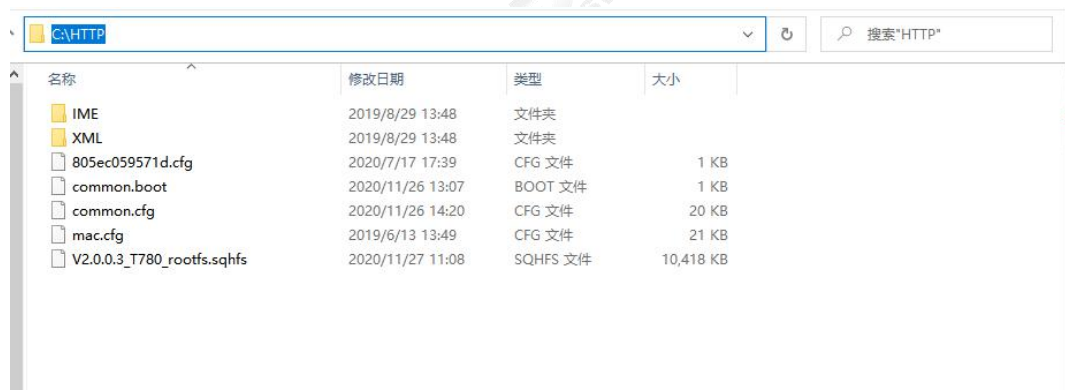 C:\HTTP 搜索"HTTP"
名称 修改日期 类型 大小
IME 2019/8/29 13:48 文件夹
XML 2019/8/29 13:48 文件夹
805ec059571d.cfg 2020/7/17 17:39 CFG 文件 1 KB
common.boot 2020/11/26 13:07 BOOT 文件 1 KB
common.cfg 2020/11/26 14:20 CFG 文件 20 KB
mac.cfg 2019/6/13 13:49 CFG 文件 21 KB
V2.0.0.3_T780_rootfs.sqhfs 2020/11/27 11:08 SQHFS 文件 10,418 KB